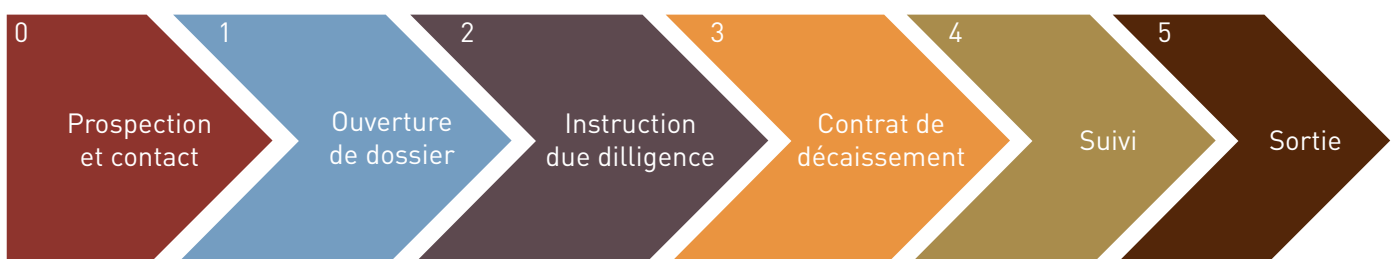 0
Prospection
et contact
1
Ouverture
de dossier
2
Instruction
due dilligence
3
Contrat de
décaissement
4
Suivi
5
Sortie